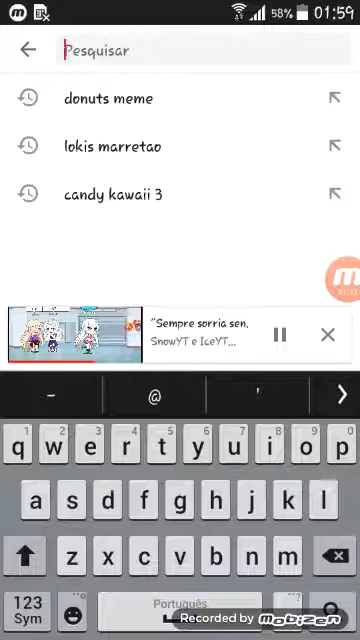 58% 01:59
Pesquisar
donuts meme
lokis marretao
candy kawaii 3
"Sempre sorria sen.
SnowYT e IceYT...
- @ '
1 2 3 4 5 6 7 8 9 0
q w e r t y u i o p
a s d f g h j k l
z x c v b n m
123
Sym
Português
Recorded by mobizen